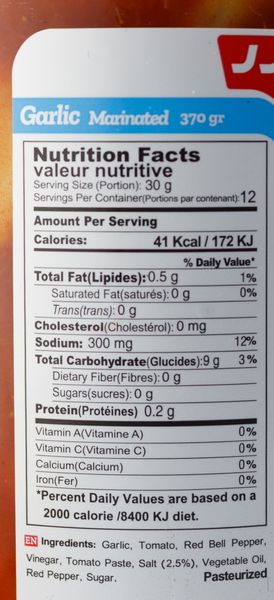 Garlic Marinated 370 gr
Nutrition Facts
valeur nutritive
Serving Size (Portion): 30 g
Servings Per Container(Portions par contenant):12
Amount Per Serving
Calories: 41 Kcal / 172 KJ
% Daily Value*
Total Fat(Lipides):0.5 g 1%
Saturated Fat(saturés):0 g 0%
Trans(trans):0 g
Cholesterol(Cholestérol): 0 mg
Sodium: 300 mg 12%
Total Carbohydrate(Glucides):9 g 3%
Dietary Fiber(Fibres):0 g
Sugars(sucres):0 g
Protein(Protéines) 0.2 g
Vitamin A(Vitamine A) 0%
Vitamin C(Vitamine C) 0%
Calcium(Calcium) 0%
Iron(Fer) 0%
*Percent Daily Values are based on a
2000 calorie /8400 KJ diet.
EN Ingredients: Garlic, Tomato, Red Bell Pepper,
Vinegar, Tomato Paste, Salt (2.5%), Vegetable Oil,
Red Pepper, Sugar. Pasteurized